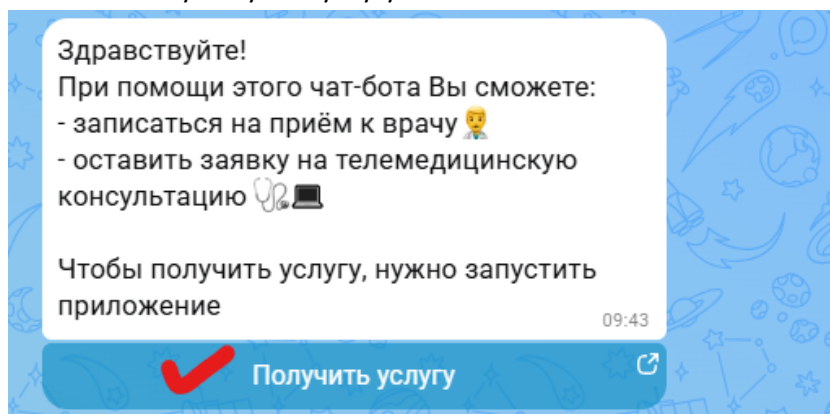 Здравствуйте!
При помощи этого чат-бота Вы сможете:
- записаться на приём к врачу👨‍⚕️
- оставить заявку на телемедицинскую
консультацию 🩺💻
Чтобы получить услугу, нужно запустить
приложение
09:43
Получить услугу